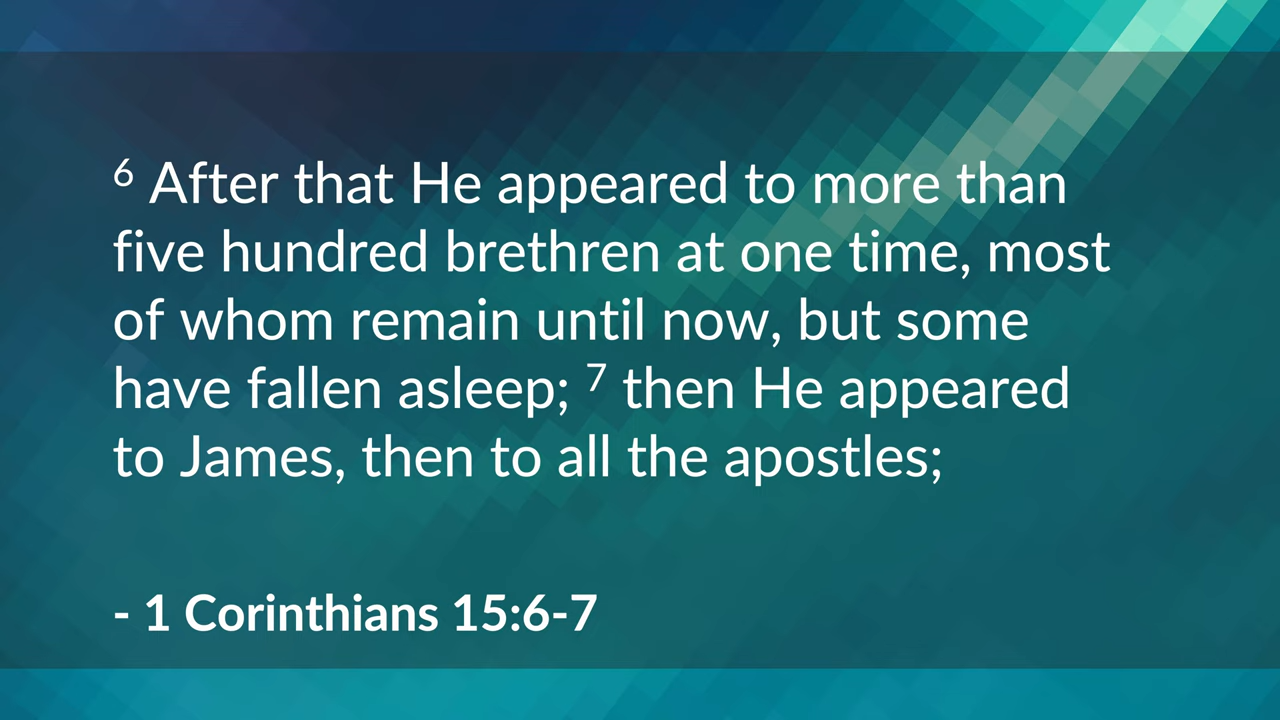 ⁶ After that He appeared to more than
five hundred brethren at one time, most
of whom remain until now, but some
have fallen asleep; ⁷ then He appeared
to James, then to all the apostles;
- 1 Corinthians 15:6-7